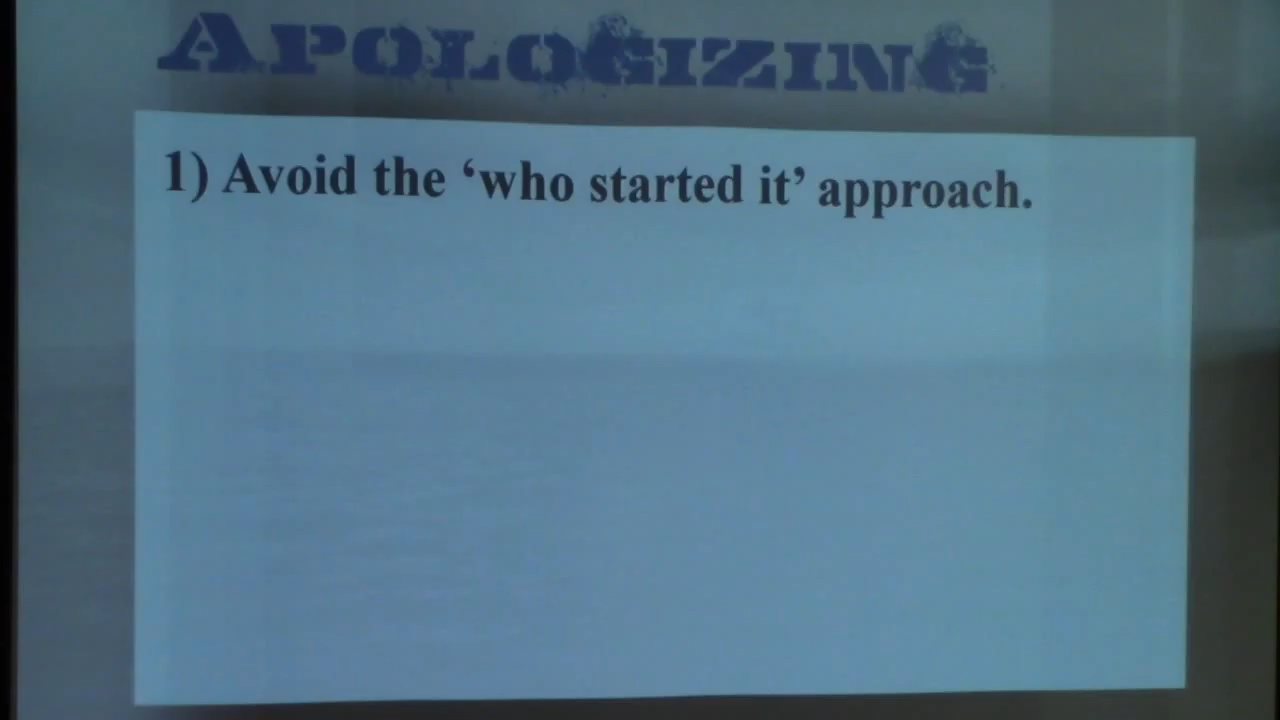 APOLOGIZING
1) Avoid the ‘who started it’ approach.